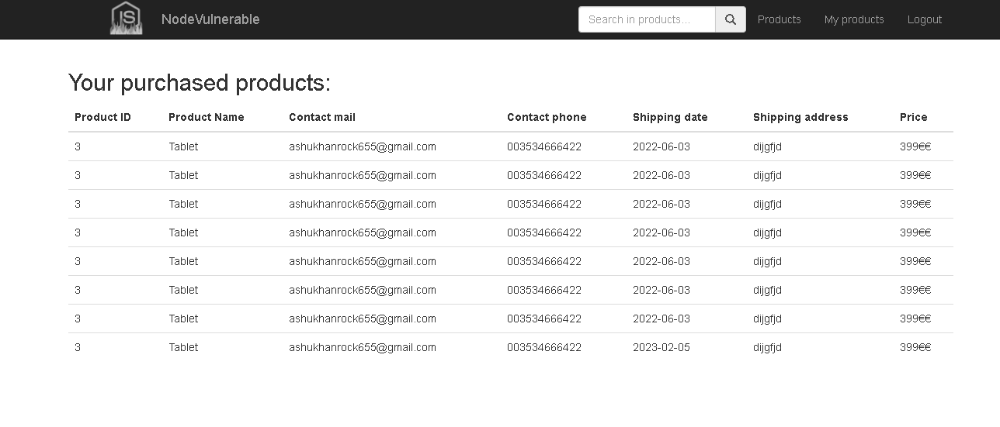 JS NodeVulnerable Search in products... Products My products Logout
Your purchased products:
Product ID Product Name Contact mail Contact phone Shipping date Shipping address Price
3 Tablet ashukhanrock655@gmail.com 003534666422 2022-06-03 dijgfjd 399€€
3 Tablet ashukhanrock655@gmail.com 003534666422 2022-06-03 dijgfjd 399€€
3 Tablet ashukhanrock655@gmail.com 003534666422 2022-06-03 dijgfjd 399€€
3 Tablet ashukhanrock655@gmail.com 003534666422 2022-06-03 dijgfjd 399€€
3 Tablet ashukhanrock655@gmail.com 003534666422 2022-06-03 dijgfjd 399€€
3 Tablet ashukhanrock655@gmail.com 003534666422 2022-06-03 dijgfjd 399€€
3 Tablet ashukhanrock655@gmail.com 003534666422 2022-06-03 dijgfjd 399€€
3 Tablet ashukhanrock655@gmail.com 003534666422 2023-02-05 dijgfjd 399€€